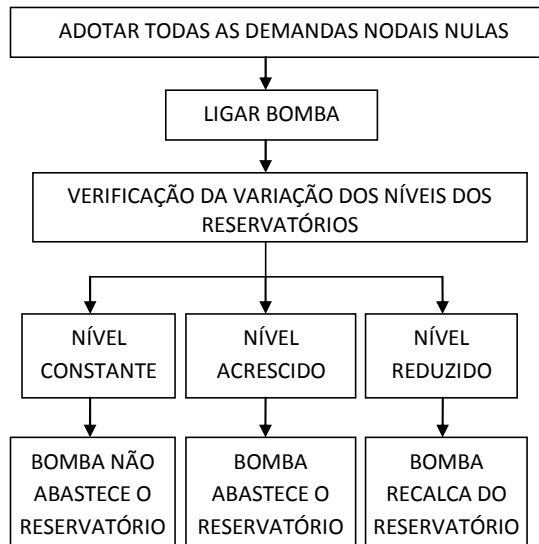 ADOTAR TODAS AS DEMANDAS NODAIS NULAS
LIGAR BOMBA
VERIFICAÇÃO DA VARIAÇÃO DOS NÍVEIS DOS
RESERVATÓRIOS
NÍVEL
CONSTANTE
NÍVEL
ACRESCIDO
NÍVEL
REDUZIDO
BOMBA NÃO
ABASTECE O
RESERVATÓRIO
BOMBA
ABASTECE O
RESERVATÓRIO
BOMBA
RECALCA DO
RESERVATÓRIO